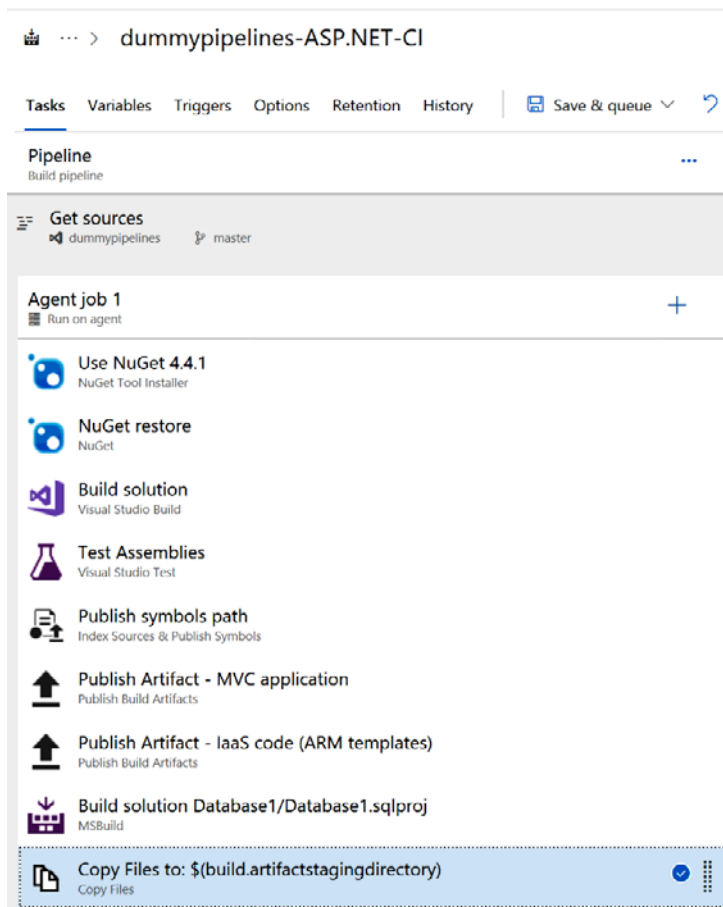 ··· > dummypipelines-ASP.NET-CI
Tasks Variables Triggers Options Retention History Save & queue
Pipeline
Build pipeline
Get sources
dummypipelines master
Agent job 1
Run on agent
Use NuGet 4.4.1
NuGet Tool Installer
NuGet restore
NuGet
Build solution
Visual Studio Build
Test Assemblies
Visual Studio Test
Publish symbols path
Index Sources & Publish Symbols
Publish Artifact - MVC application
Publish Build Artifacts
Publish Artifact - IaaS code (ARM templates)
Publish Build Artifacts
Build solution Database1/Database1.sqlproj
MSBuild
Copy Files to: $(build.artifactstagingdirectory)
Copy Files